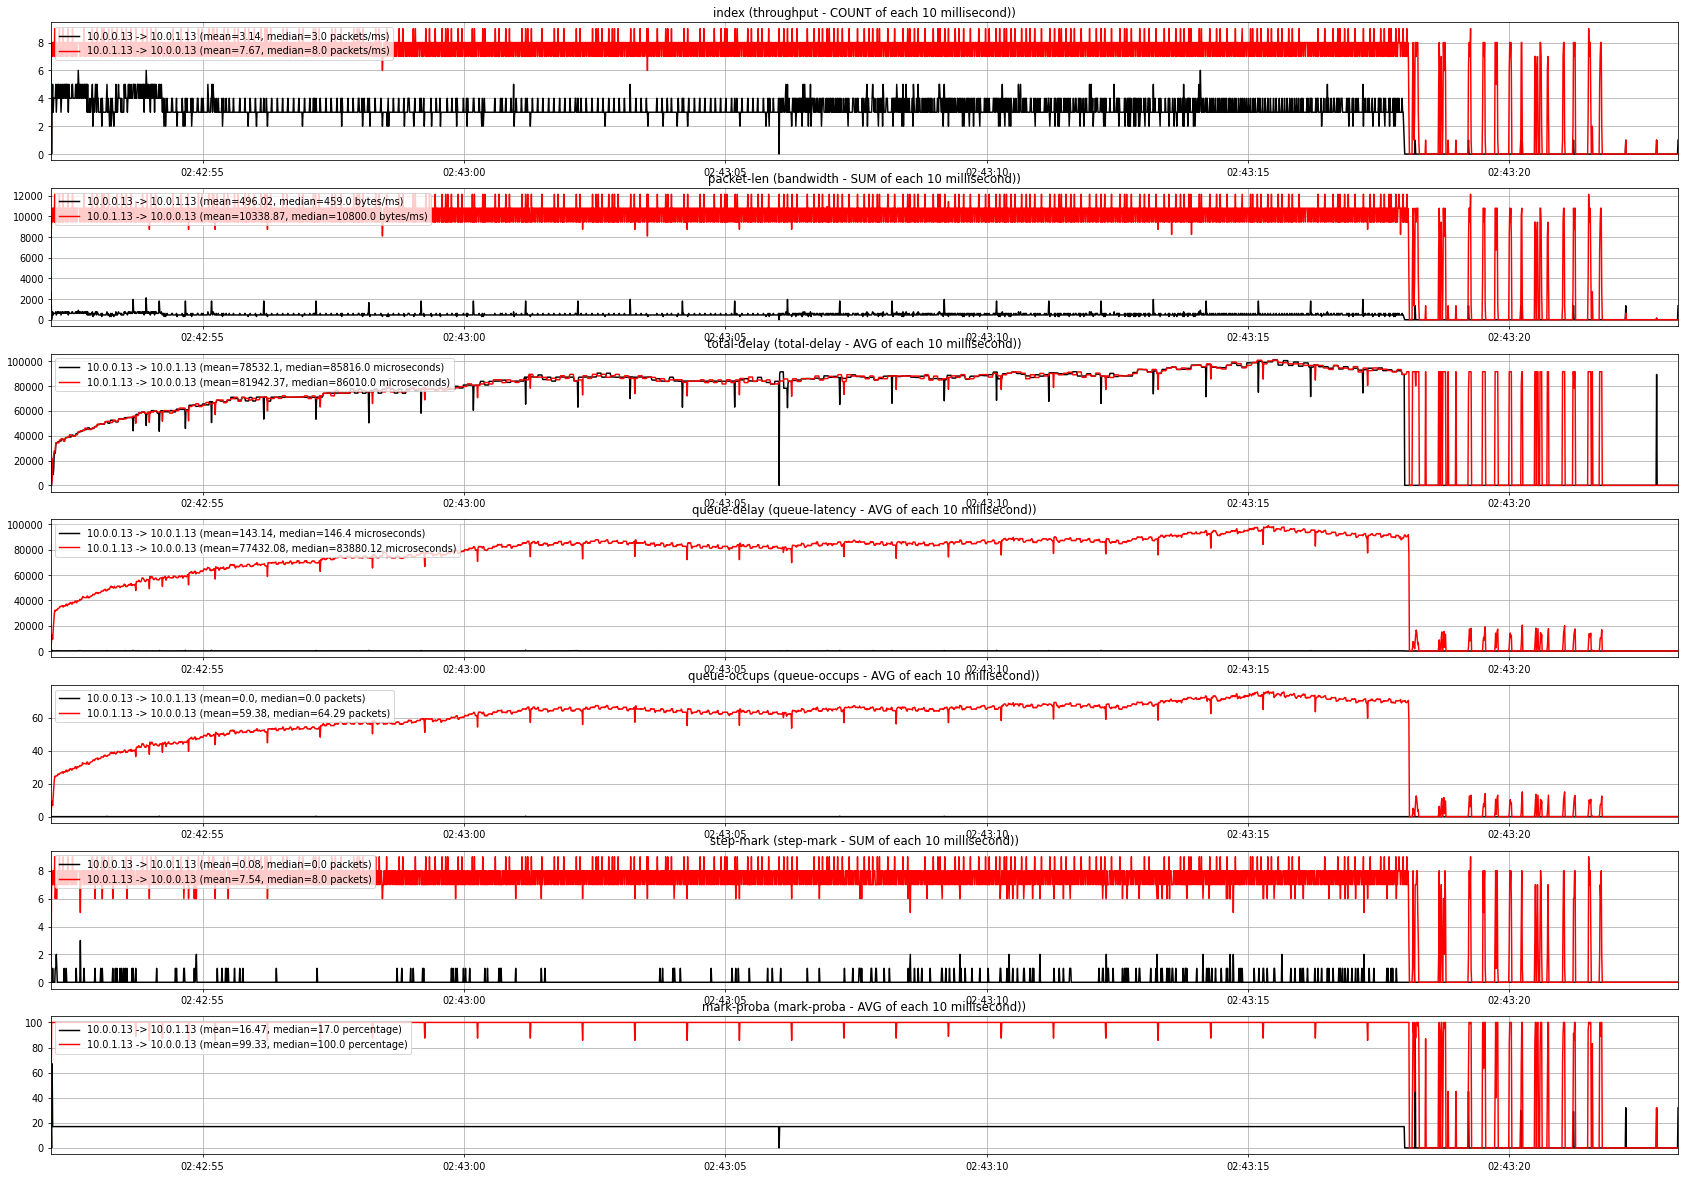 index (throughput - COUNT of each 10 millisecond))
10.0.0.13 -> 10.0.1.13 (mean=3.14, median=3.0 packets/ms)
10.0.1.13 -> 10.0.0.13 (mean=7.67, median=8.0 packets/ms)
8
6
4
2
0
02:42:55 02:43:00 02:43:05 02:43:10 02:43:15 02:43:20
packet-len (bandwidth - SUM of each 10 millisecond))
10.0.0.13 -> 10.0.1.13 (mean=496.02, median=459.0 bytes/ms)
10.0.1.13 -> 10.0.0.13 (mean=10338.87, median=10800.0 bytes/ms)
12000
10000
8000
6000
4000
2000
0
02:42:55 02:43:00 02:43:05 02:43:10 02:43:15 02:43:20
total-delay (total-delay - AVG of each 10 millisecond))
10.0.0.13 -> 10.0.1.13 (mean=78532.1, median=85816.0 microseconds)
10.0.1.13 -> 10.0.0.13 (mean=81942.37, median=86010.0 microseconds)
100000
80000
60000
40000
20000
0
02:42:55 02:43:00 02:43:05 02:43:10 02:43:15 02:43:20
queue-delay (queue-latency - AVG of each 10 millisecond))
10.0.0.13 -> 10.0.1.13 (mean=143.14, median=146.4 microseconds)
10.0.1.13 -> 10.0.0.13 (mean=77432.08, median=83880.12 microseconds)
100000
80000
60000
40000
20000
0
02:42:55 02:43:00 02:43:05 02:43:10 02:43:15 02:43:20
queue-occups (queue-occups - AVG of each 10 millisecond))
10.0.0.13 -> 10.0.1.13 (mean=0.0, median=0.0 packets)
10.0.1.13 -> 10.0.0.13 (mean=59.38, median=64.29 packets)
60
40
20
0
02:42:55 02:43:00 02:43:05 02:43:10 02:43:15 02:43:20
step-mark (step-mark - SUM of each 10 millisecond))
10.0.0.13 -> 10.0.1.13 (mean=0.08, median=0.0 packets)
10.0.1.13 -> 10.0.0.13 (mean=7.54, median=8.0 packets)
8
6
4
2
0
02:42:55 02:43:00 02:43:05 02:43:10 02:43:15 02:43:20
mark-proba (mark-proba - AVG of each 10 millisecond))
10.0.0.13 -> 10.0.1.13 (mean=16.47, median=17.0 percentage)
10.0.1.13 -> 10.0.0.13 (mean=99.33, median=100.0 percentage)
100
80
60
40
20
0
02:42:55 02:43:00 02:43:05 02:43:10 02:43:15 02:43:20